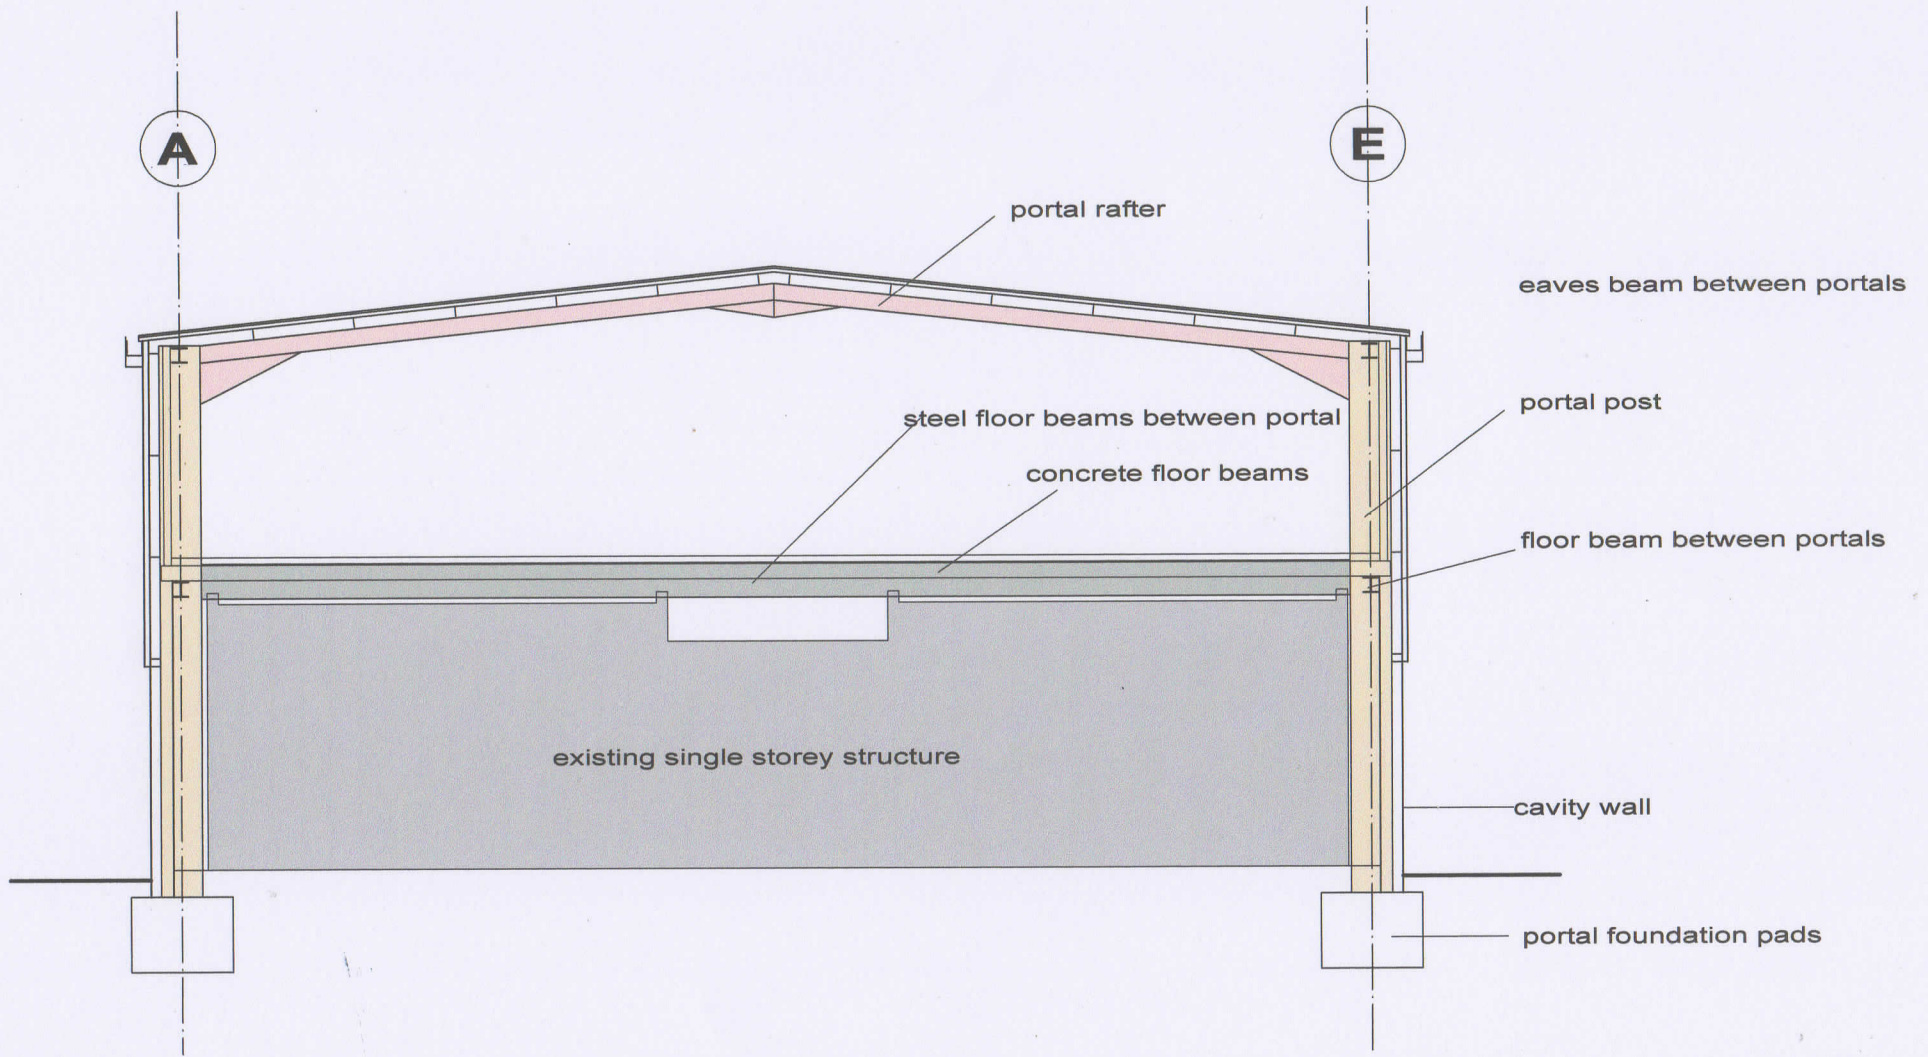 A
E
portal rafter
eaves beam between portals
portal post
steel floor beams between portal
concrete floor beams
floor beam between portals
existing single storey structure
cavity wall
portal foundation pads